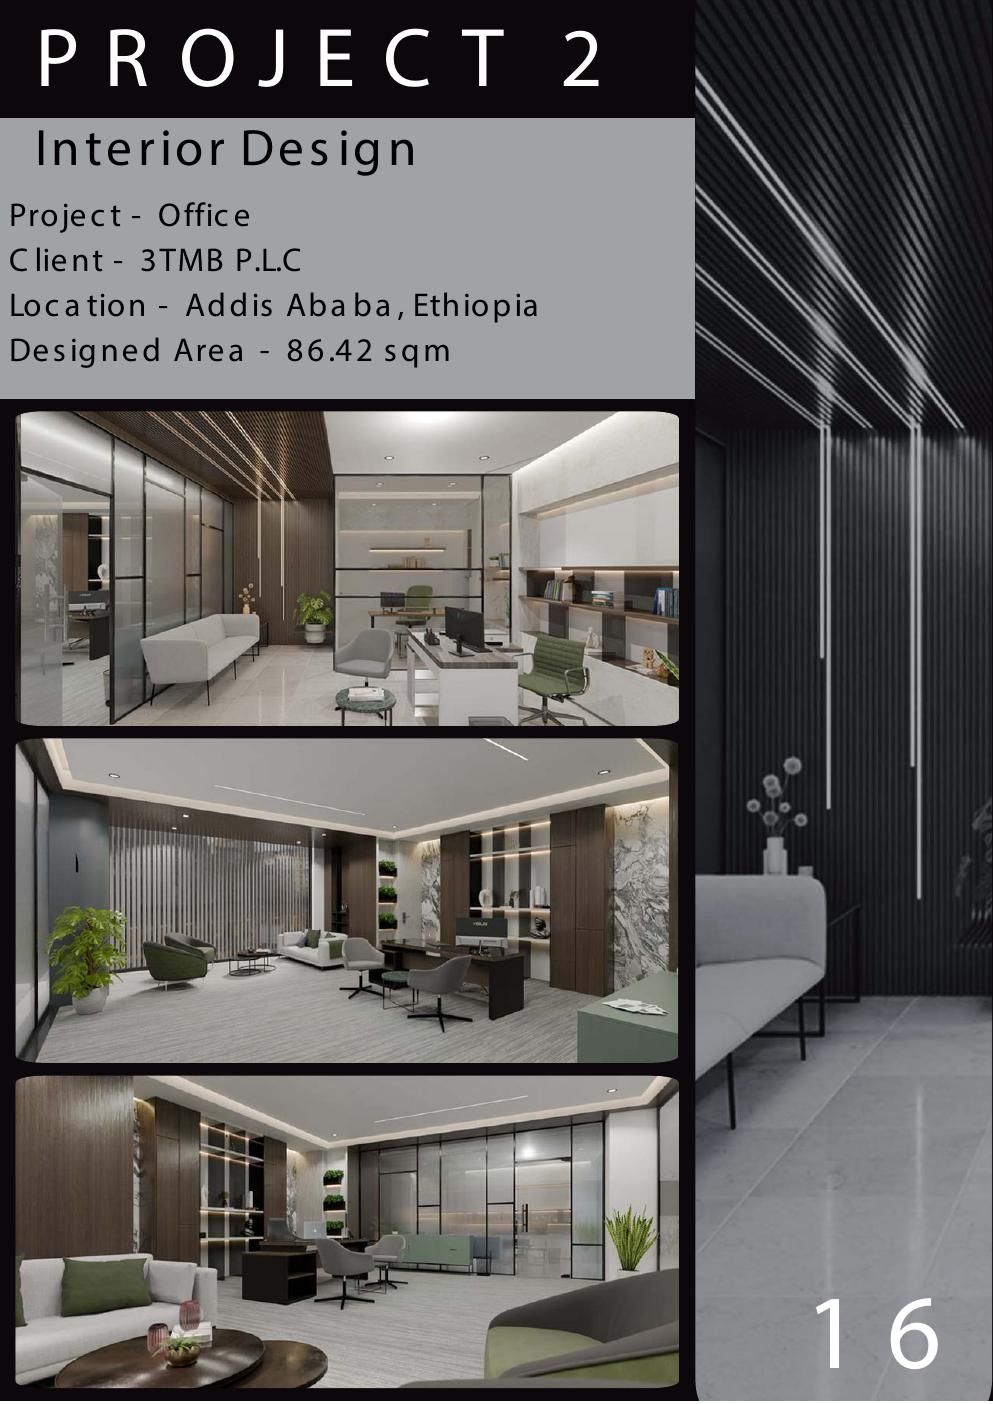 PROJECT 2
Interior Design
Project - Office
Client - 3TMB P.L.C
Location - Addis Ababa, Ethiopia
Designed Area - 86.42 sqm
16